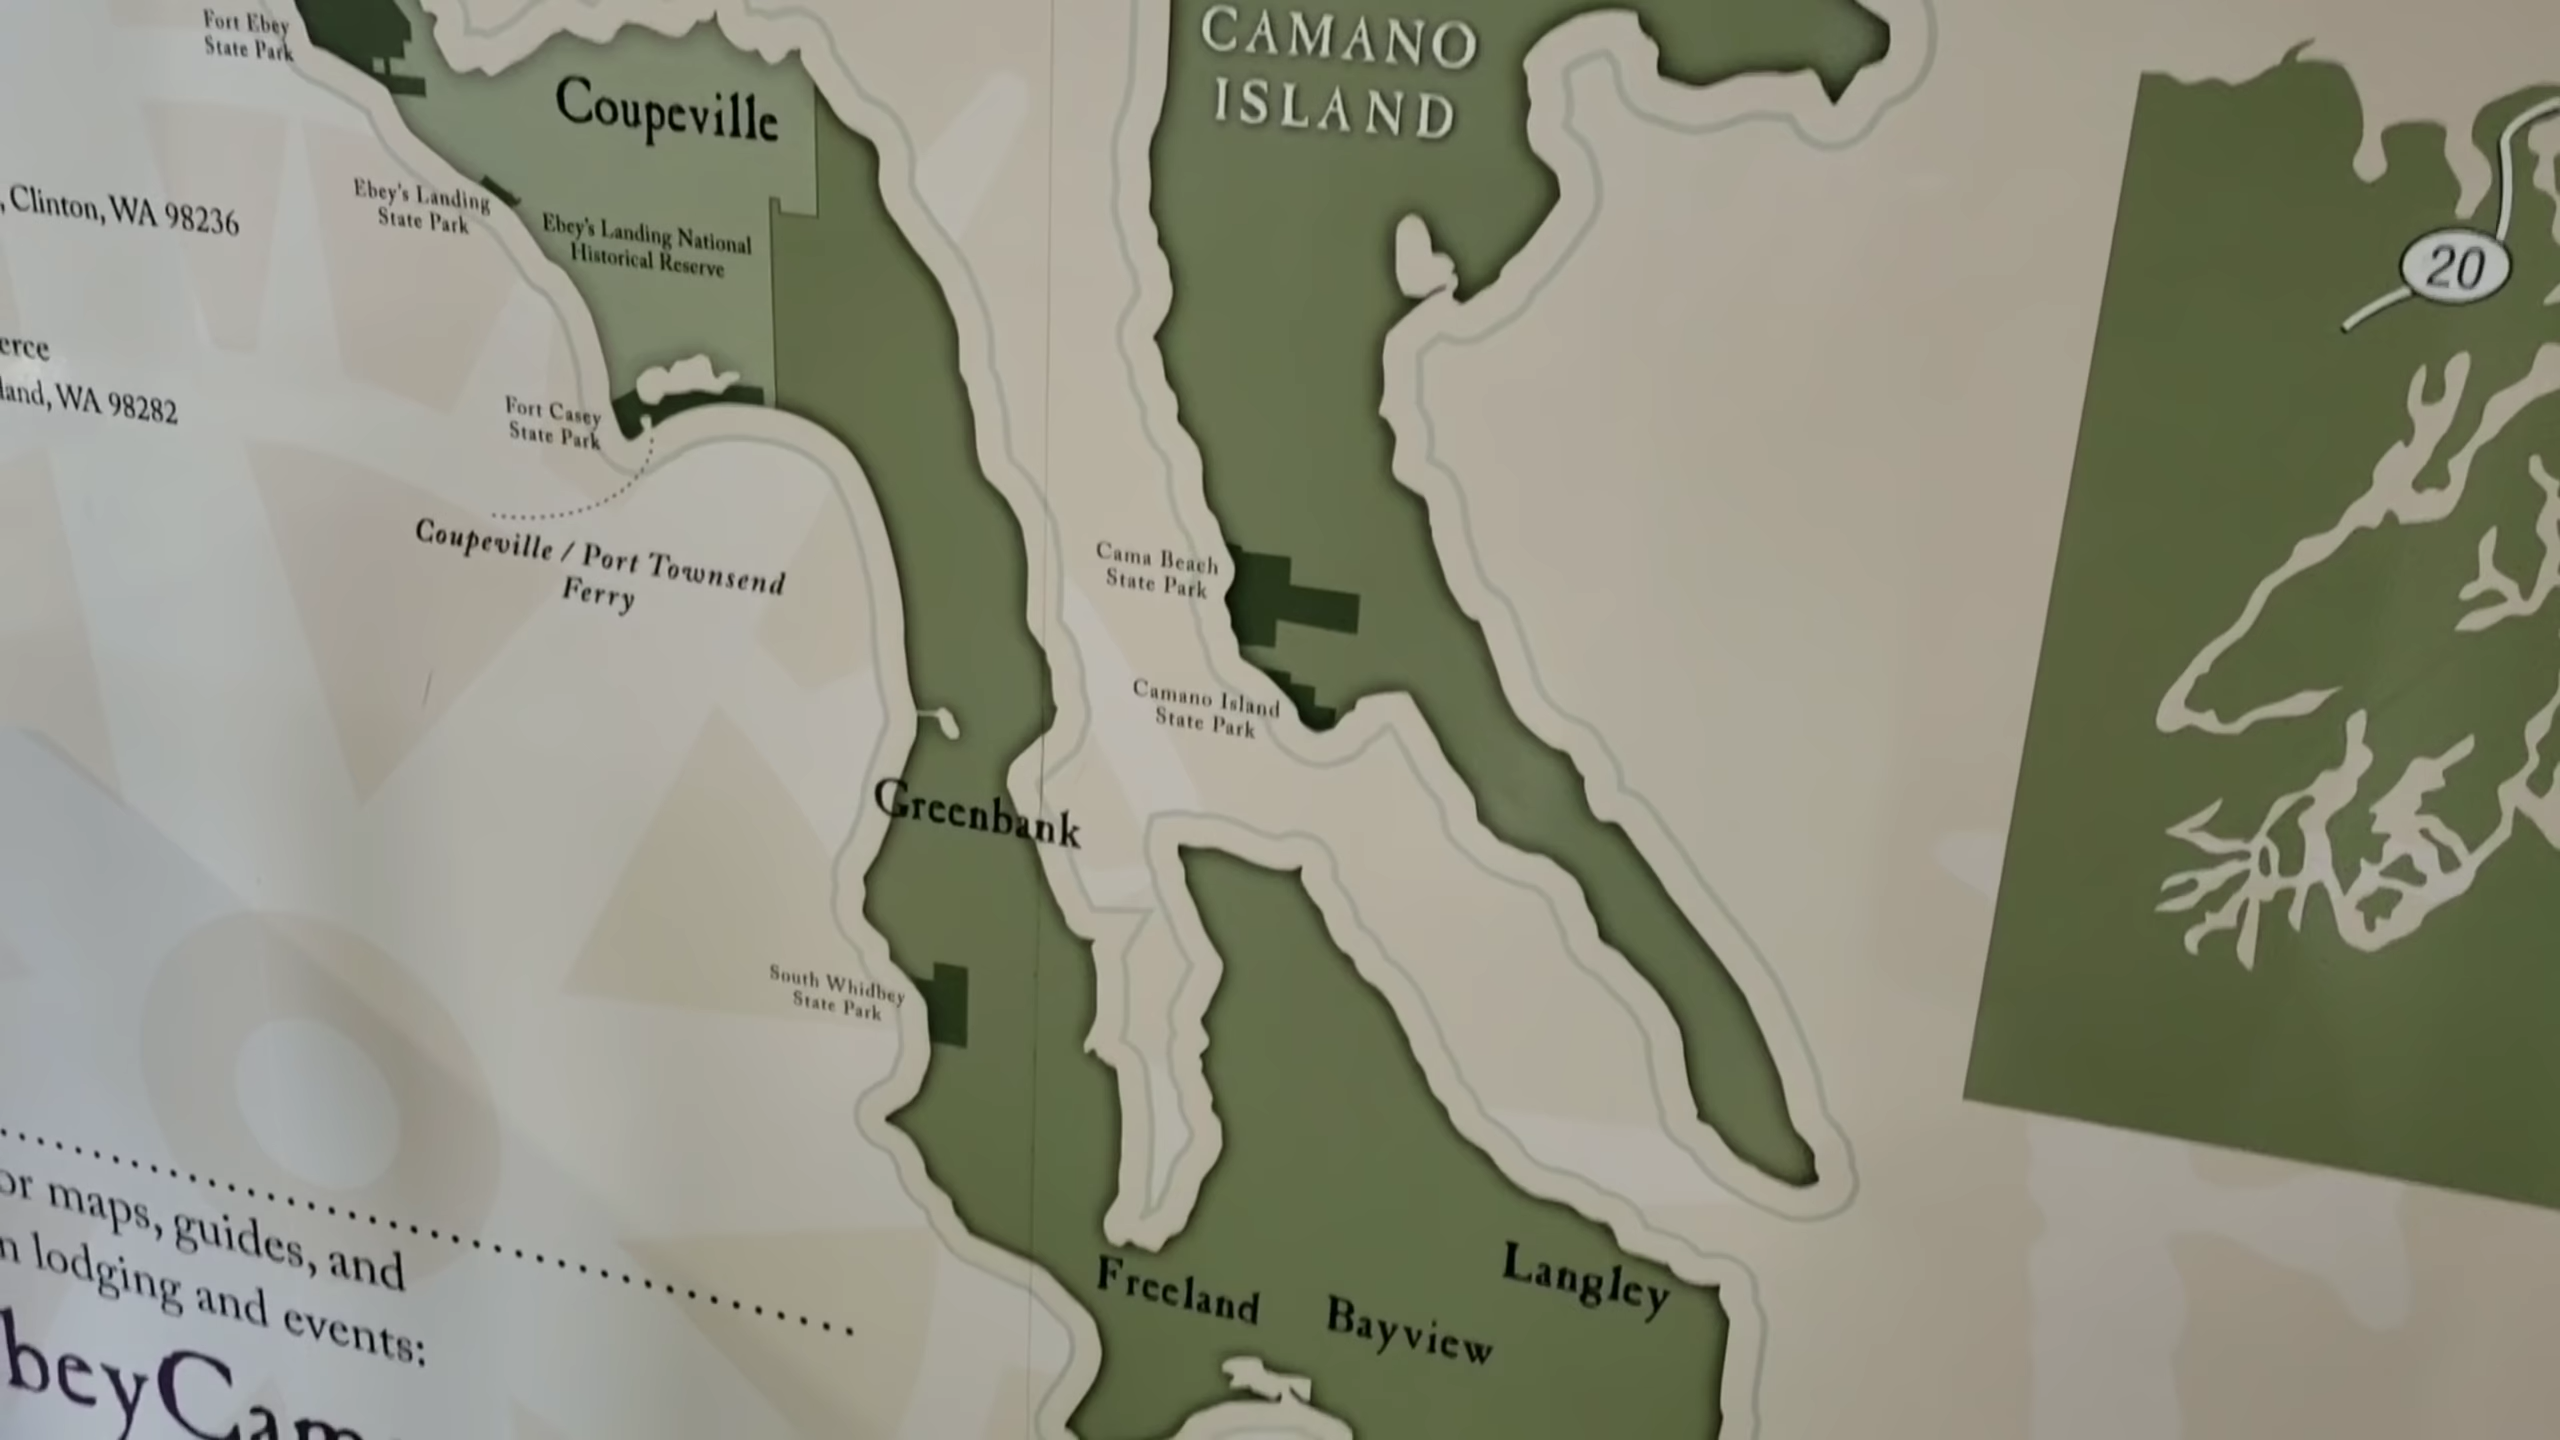 Fort Ebey
State Park
Coupeville
CAMANO
ISLAND
, Clinton, WA 98236
Ebey's Landing
State Park
Ebey's Landing National
Historical Reserve
20
erce
land, WA 98282
Fort Casey
State Park
Coupeville / Port Townsend
Ferry
Cama Beach
State Park
Camano Island
State Park
Greenbank
South Whidbey
State Park
or maps, guides, and
n lodging and events:
beyCam
Freeland
Bayview
Langley